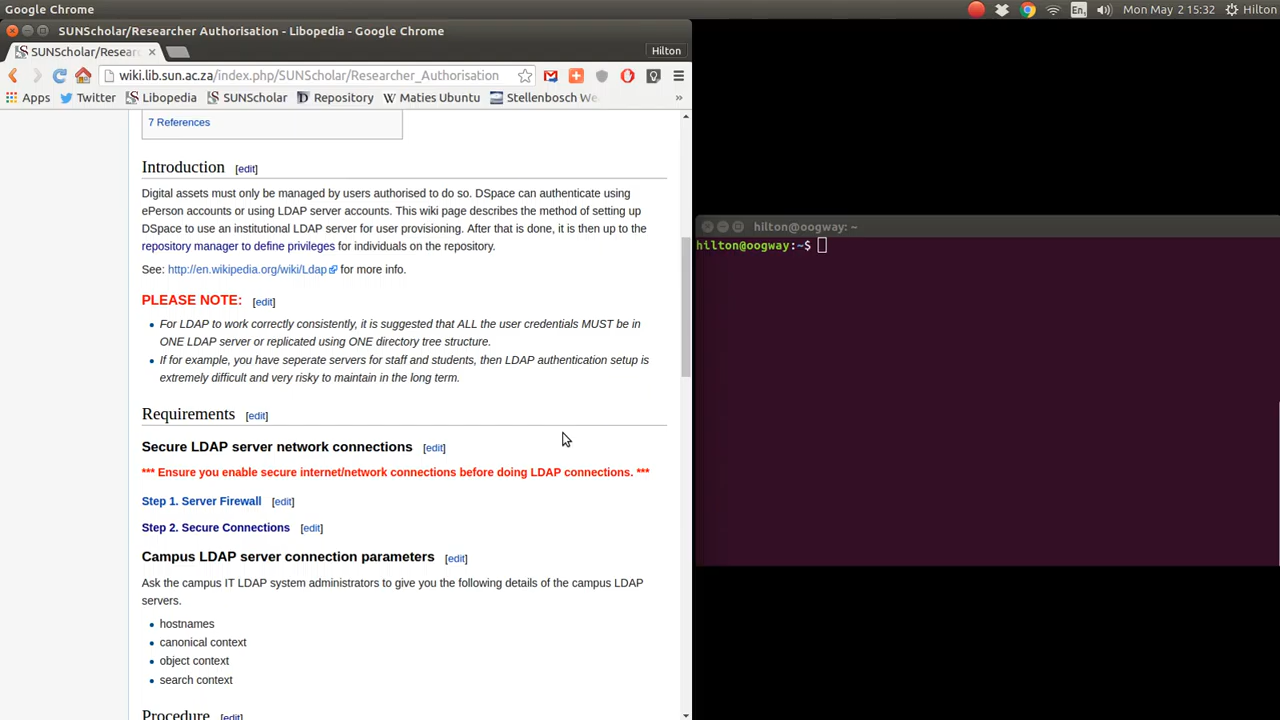 Google Chrome
En
Mon May 2 15:32
Hilton
SUNScholar/Researcher Authorisation - Libopedia - Google Chrome
SUNScholar/Resear
Hilton
wiki.lib.sun.ac.za/index.php/SUNScholar/Researcher_Authorisation
Apps Twitter Libopedia SUNScholar Repository Maties Ubuntu Stellenbosch We »
7 References
Introduction [edit]
Digital assets must only be managed by users authorised to do so. DSpace can authenticate using
ePerson accounts or using LDAP server accounts. This wiki page describes the method of setting up
DSpace to use an institutional LDAP server for user provisioning. After that is done, it is then up to the
repository manager to define privileges for individuals on the repository.
See: http://en.wikipedia.org/wiki/Ldap for more info.
PLEASE NOTE: [edit]
For LDAP to work correctly consistently, it is suggested that ALL the user credentials MUST be in
ONE LDAP server or replicated using ONE directory tree structure.
If for example, you have seperate servers for staff and students, then LDAP authentication setup is
extremely difficult and very risky to maintain in the long term.
Requirements [edit]
Secure LDAP server network connections [edit]
*** Ensure you enable secure internet/network connections before doing LDAP connections. ***
Step 1. Server Firewall [edit]
Step 2. Secure Connections [edit]
Campus LDAP server connection parameters [edit]
Ask the campus IT LDAP system administrators to give you the following details of the campus LDAP
servers.
hostnames
canonical context
object context
search context
Procedure [edit]
hilton@oogway: ~
hilton@oogway:~$